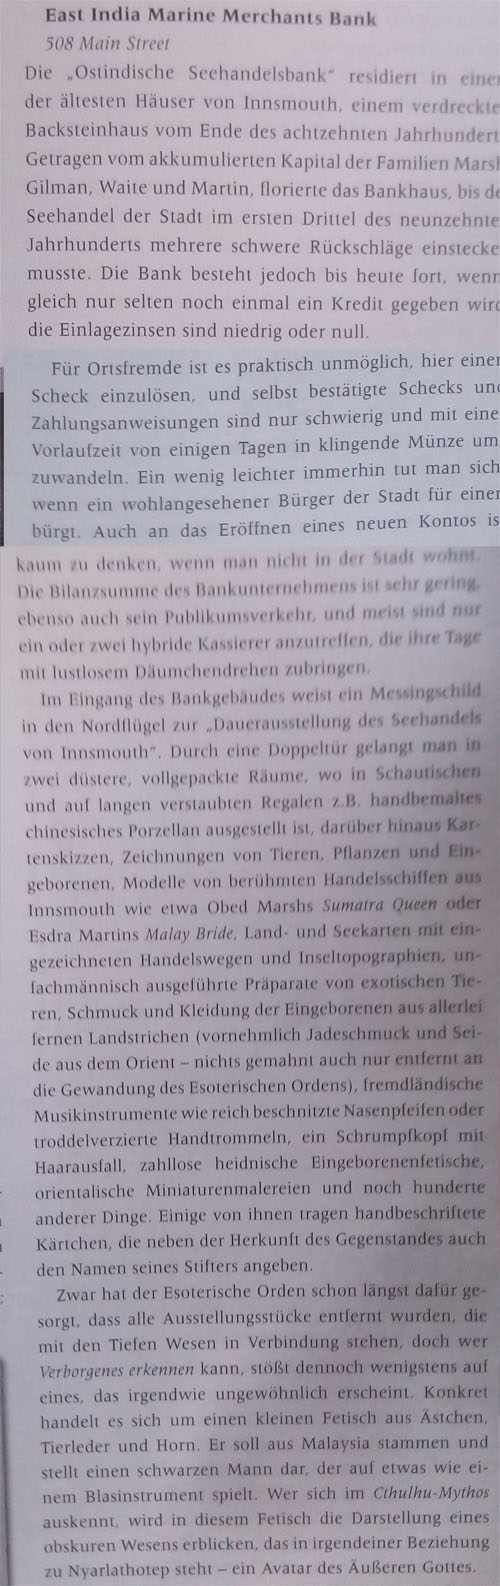 East India Marine Merchants Bank
508 Main Street
Die „Ostindische Seehandelsbank“ residiert in einer
der ältesten Häuser von Innsmouth, einem verdreckte
Backsteinhaus vom Ende des achtzehnten Jahrhundert
Getragen vom akkumulierten Kapital der Familien Marsh
Gilman, Waite und Martin, florierte das Bankhaus, bis de
Seehandel der Stadt im ersten Drittel des neunzehnte
Jahrhunderts mehrere schwere Rückschläge einstecke
musste. Die Bank besteht jedoch bis heute fort, wenn
gleich nur selten noch einmal ein Kredit gegeben wird
die Einlagezinsen sind niedrig oder null.
Für Ortsfremde ist es praktisch unmöglich, hier einen
Scheck einzulösen, und selbst bestätigte Schecks und
Zahlungsanweisungen sind nur schwierig und mit eine
Vorlaufzeit von einigen Tagen in klingende Münze um
zuwandeln. Ein wenig leichter immerhin tut man sich
wenn ein wohlangesehener Bürger der Stadt für einen
bürgt. Auch an das Eröffnen eines neuen Kontos is
kaum zu denken, wenn man nicht in der Stadt wohnt.
Die Bilanzsumme des Bankunternehmens ist sehr gering,
ebenso auch sein Publikumsverkehr, und meist sind nur
ein oder zwei hybride Kassierer anzutreffen, die ihre Tage
mit lustlosem Däumchendrehen zubringen.
Im Eingang des Bankgebäudes weist ein Messingschild
in den Nordflügel zur „Dauerausstellung des Seehandels
von Innsmouth“. Durch eine Doppeltür gelangt man in
zwei düstere, vollgepackte Räume, wo in Schautischen
und auf langen verstaubten Regalen z.B. handbemaltes
chinesisches Porzellan ausgestellt ist, darüber hinaus Kar-
tenskizzen, Zeichnungen von Tieren, Pflanzen und Ein-
geborenen, Modelle von berühmten Handelsschiffen aus
Innsmouth wie etwa Obed Marshs Sumatra Queen oder
Esdra Martins Malay Bride, Land- und Seekarten mit ein-
gezeichneten Handelswegen und Inseltopographien, un-
fachmännisch ausgeführte Präparate von exotischen Tie-
ren, Schmuck und Kleidung der Eingeborenen aus allerlei
fernen Landstrichen (vornehmlich Jadeschmuck und Sei-
de aus dem Orient – nichts gemahnt auch nur entfernt an
die Gewandung des Esoterischen Ordens), fremdländische
Musikinstrumente wie reich beschnitzte Nasenpfeifen oder
troddelverzierte Handtrommeln, ein Schrumpfkopf mit
Haarausfall, zahllose heidnische Eingeborenenfetische,
orientalische Miniaturenmalereien und noch hunderte
anderer Dinge. Einige von ihnen tragen handbeschriftete
Kärtchen, die neben der Herkunft des Gegenstandes auch
den Namen seines Stifters angeben.
Zwar hat der Esoterische Orden schon längst dafür ge-
sorgt, dass alle Ausstellungsstücke entfernt wurden, die
mit den Tiefen Wesen in Verbindung stehen, doch wer
Verborgenes erkennen kann, stößt dennoch wenigstens auf
eines, das irgendwie ungewöhnlich erscheint. Konkret
handelt es sich um einen kleinen Fetisch aus Ästchen,
Tierleder und Horn. Er soll aus Malaysia stammen und
stellt einen schwarzen Mann dar, der auf etwas wie ei-
nem Blasinstrument spielt. Wer sich im Cthulhu-Mythos
auskennt, wird in diesem Fetisch die Darstellung eines
obskuren Wesens erblicken, das in irgendeiner Beziehung
zu Nyarlathotep steht – ein Avatar des Äußeren Gottes.